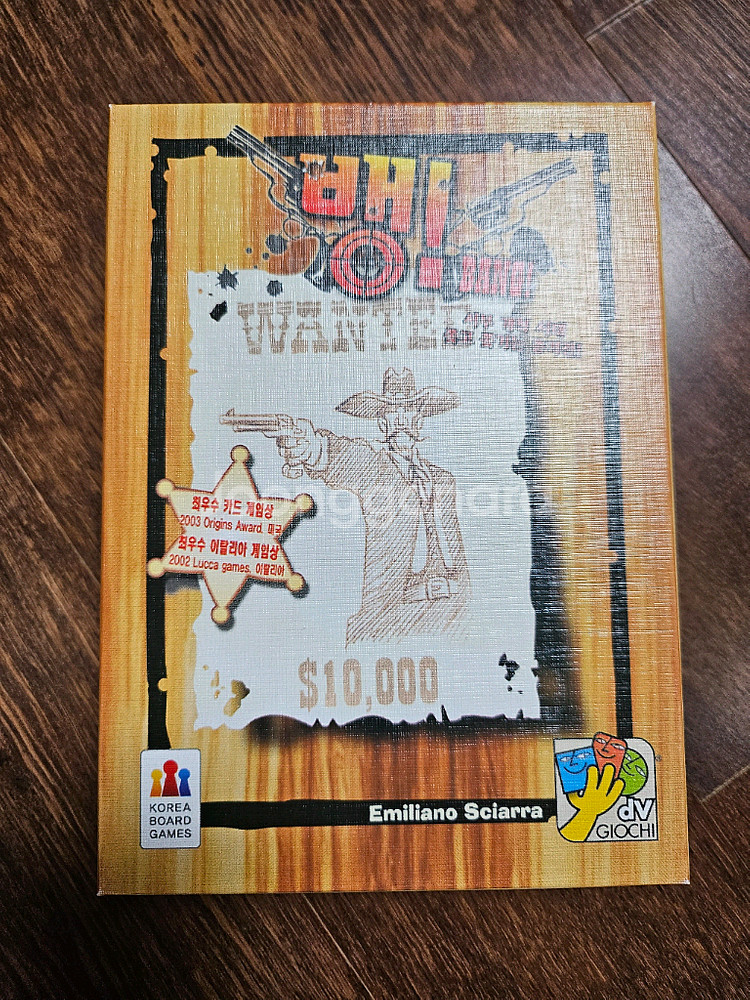 뱅!
WANTED
최우수 카드 게임상
2003 Origins Award. 미국
최우수 이탈리아 게임상
2002 Lucca games. 이탈리아
$10,000
KOREA
BOARD
GAMES
Emiliano Sciarra
dV
GIOCHI